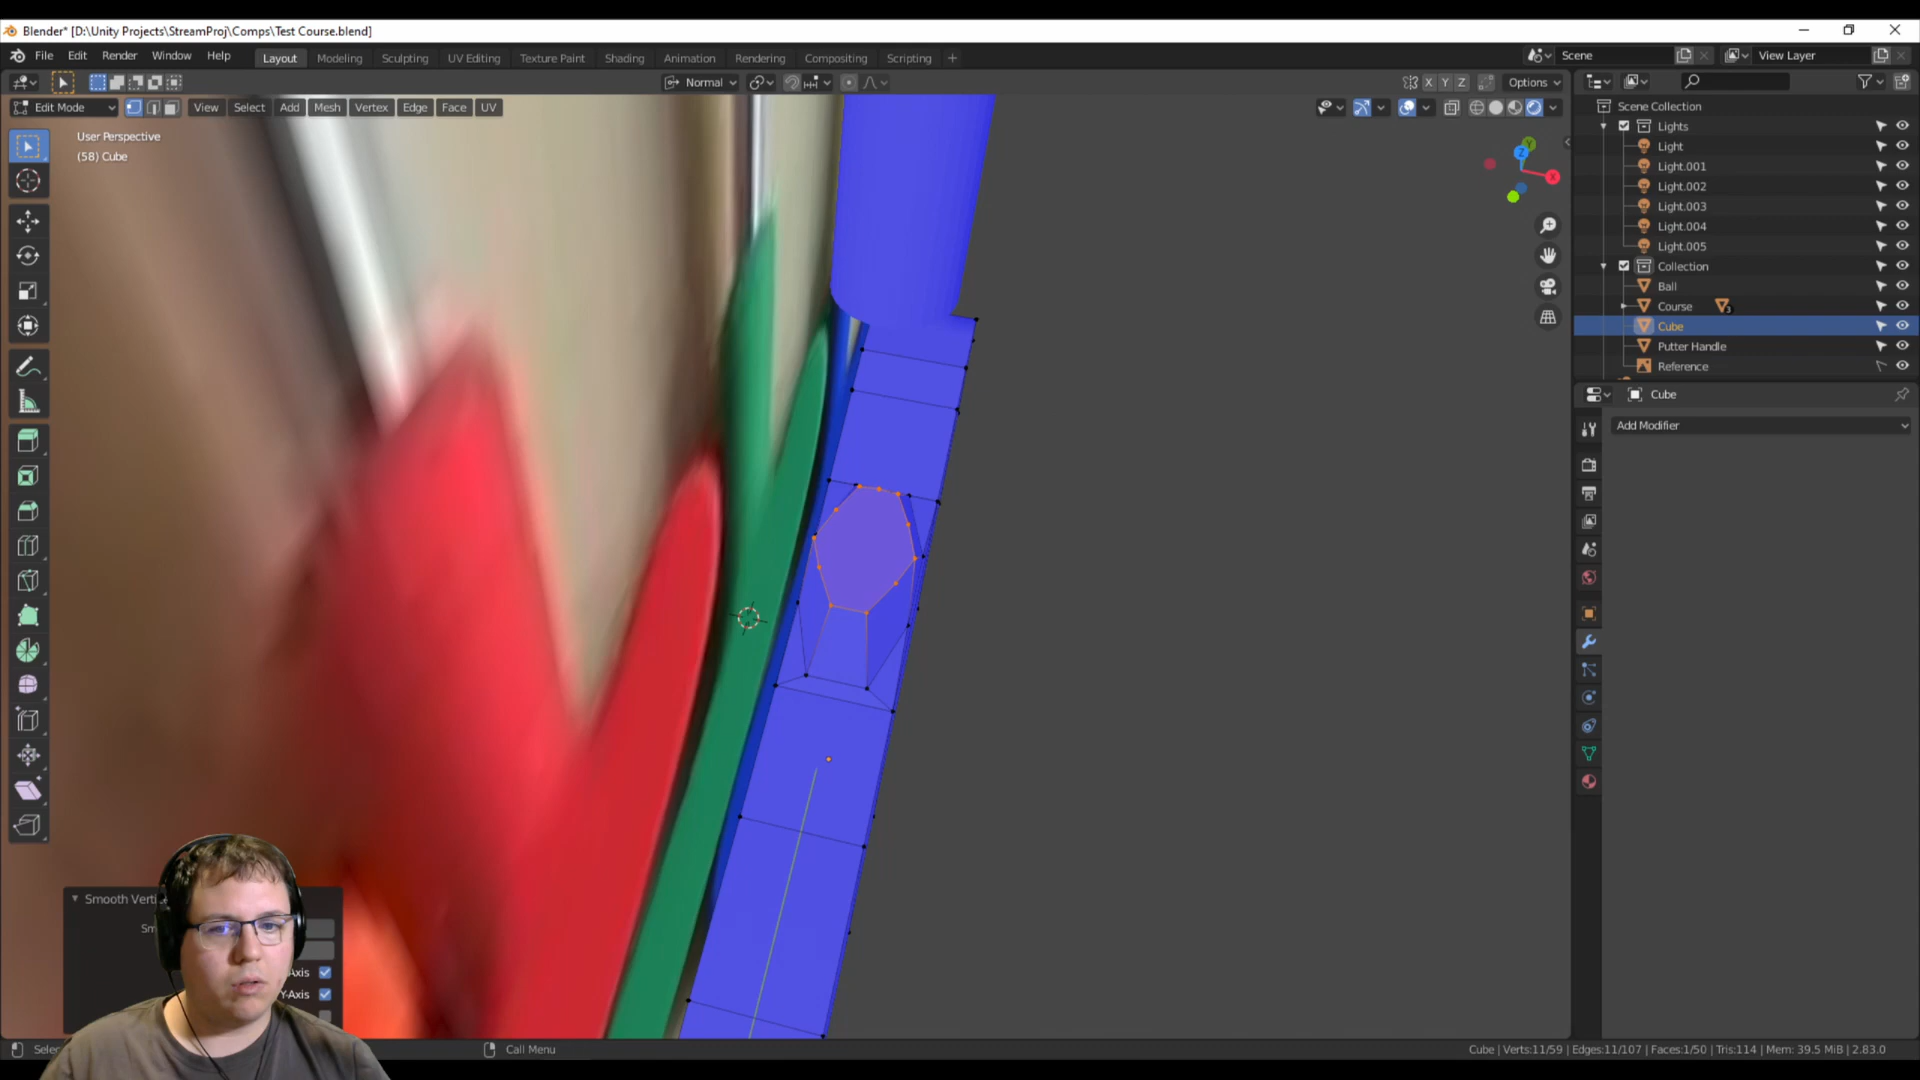 Blender* [D:\Unity Projects\StreamProj\Comps\Test Course.blend]
File Edit Render Window Help Layout Modeling Sculpting UV Editing Texture Paint Shading Animation Rendering Compositing Scripting + Scene View Layer
Normal X Y Z Options
Edit Mode View Select Add Mesh Vertex Edge Face UV
User Perspective
(58) Cube
Y
Z
X
Scene Collection
Lights
Light
Light.001
Light.002
Light.003
Light.004
Light.005
Collection
Ball
Course 3
Cube
Putter Handle
Reference
Cube
Add Modifier
Smooth
Axis
Y-Axis
Call Menu
Cube | Verts:11/59 | Edges:11/107 | Faces:1/50 | Tris:114 | Mem: 39.5 MiB | 2.83.0